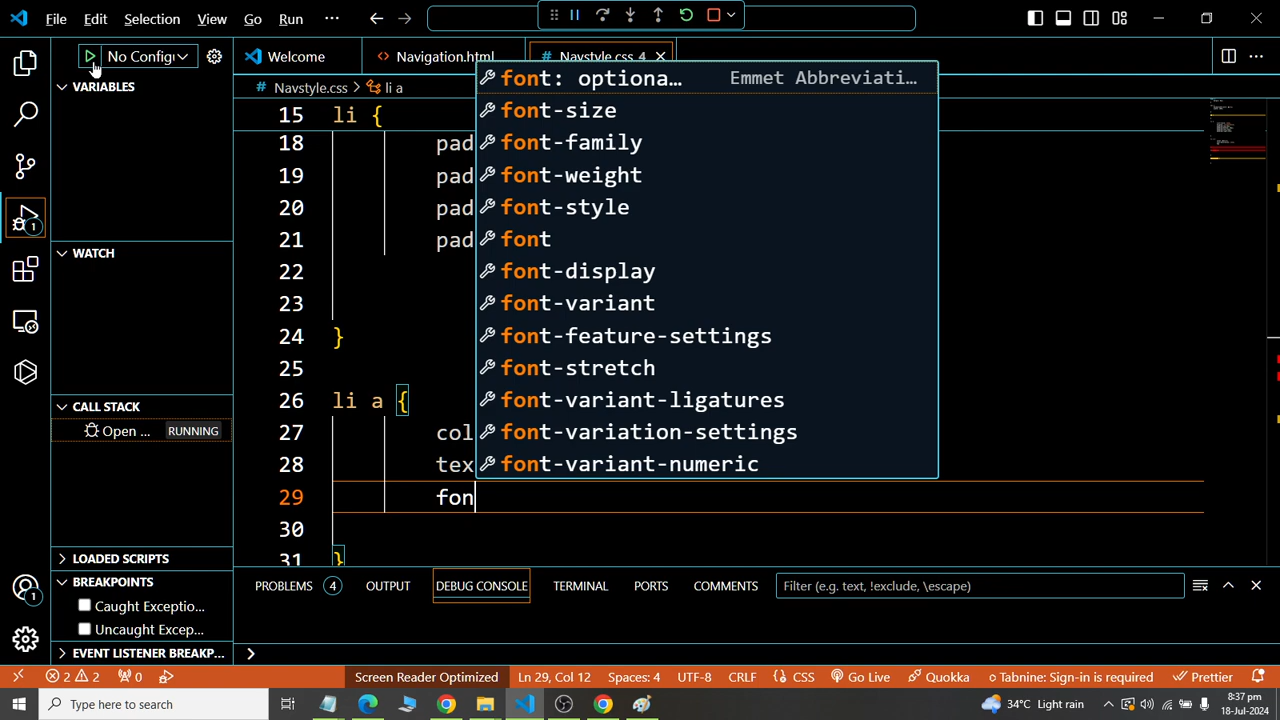 File Edit Selection View Go Run ···
No Configu
Welcome
Navigation.html
# Navstyle.css 4
VARIABLES
# Navstyle.css > li a
15 li {
18 pad
19 pad
20 pad
21 pad
22
23
24 }
25
26 li a {
27 col
28 tex
29 fon
30
31 }
font: optiona… Emmet Abbreviati…
font-size
font-family
font-weight
font-style
font
font-display
font-variant
font-feature-settings
font-stretch
font-variant-ligatures
font-variation-settings
font-variant-numeric
1
WATCH
CALL STACK
Open ... RUNNING
LOADED SCRIPTS
BREAKPOINTS
Caught Exceptio...
Uncaught Excep...
EVENT LISTENER BREAKP...
1
PROBLEMS 4 OUTPUT DEBUG CONSOLE TERMINAL PORTS COMMENTS
Filter (e.g. text, !exclude, \escape)
2 2 0 Screen Reader Optimized Ln 29, Col 12 Spaces: 4 UTF-8 CRLF {} CSS Go Live Quokka Tabnine: Sign-in is required Prettier
Type here to search
34°C Light rain
8:37 pm
18-Jul-2024